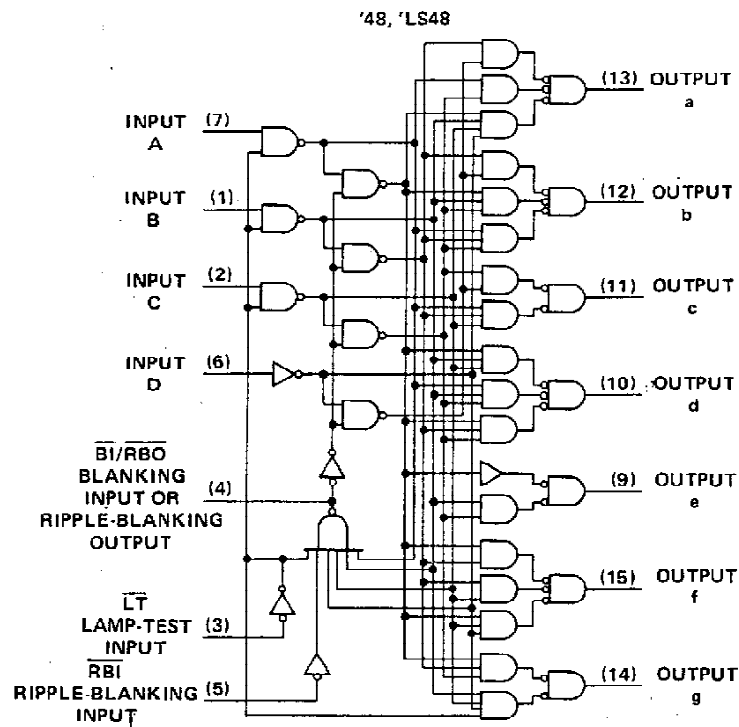 '48, 'LS48
INPUT A (7)
INPUT B (1)
INPUT C (2)
INPUT D (6)
BI/RBO
BLANKING
INPUT OR (4)
RIPPLE-BLANKING
OUTPUT
LT
LAMP-TEST (3)
INPUT
RBI
RIPPLE-BLANKING (5)
INPUT
(13) OUTPUT a
(12) OUTPUT b
(11) OUTPUT c
(10) OUTPUT d
(9) OUTPUT e
(15) OUTPUT f
(14) OUTPUT g